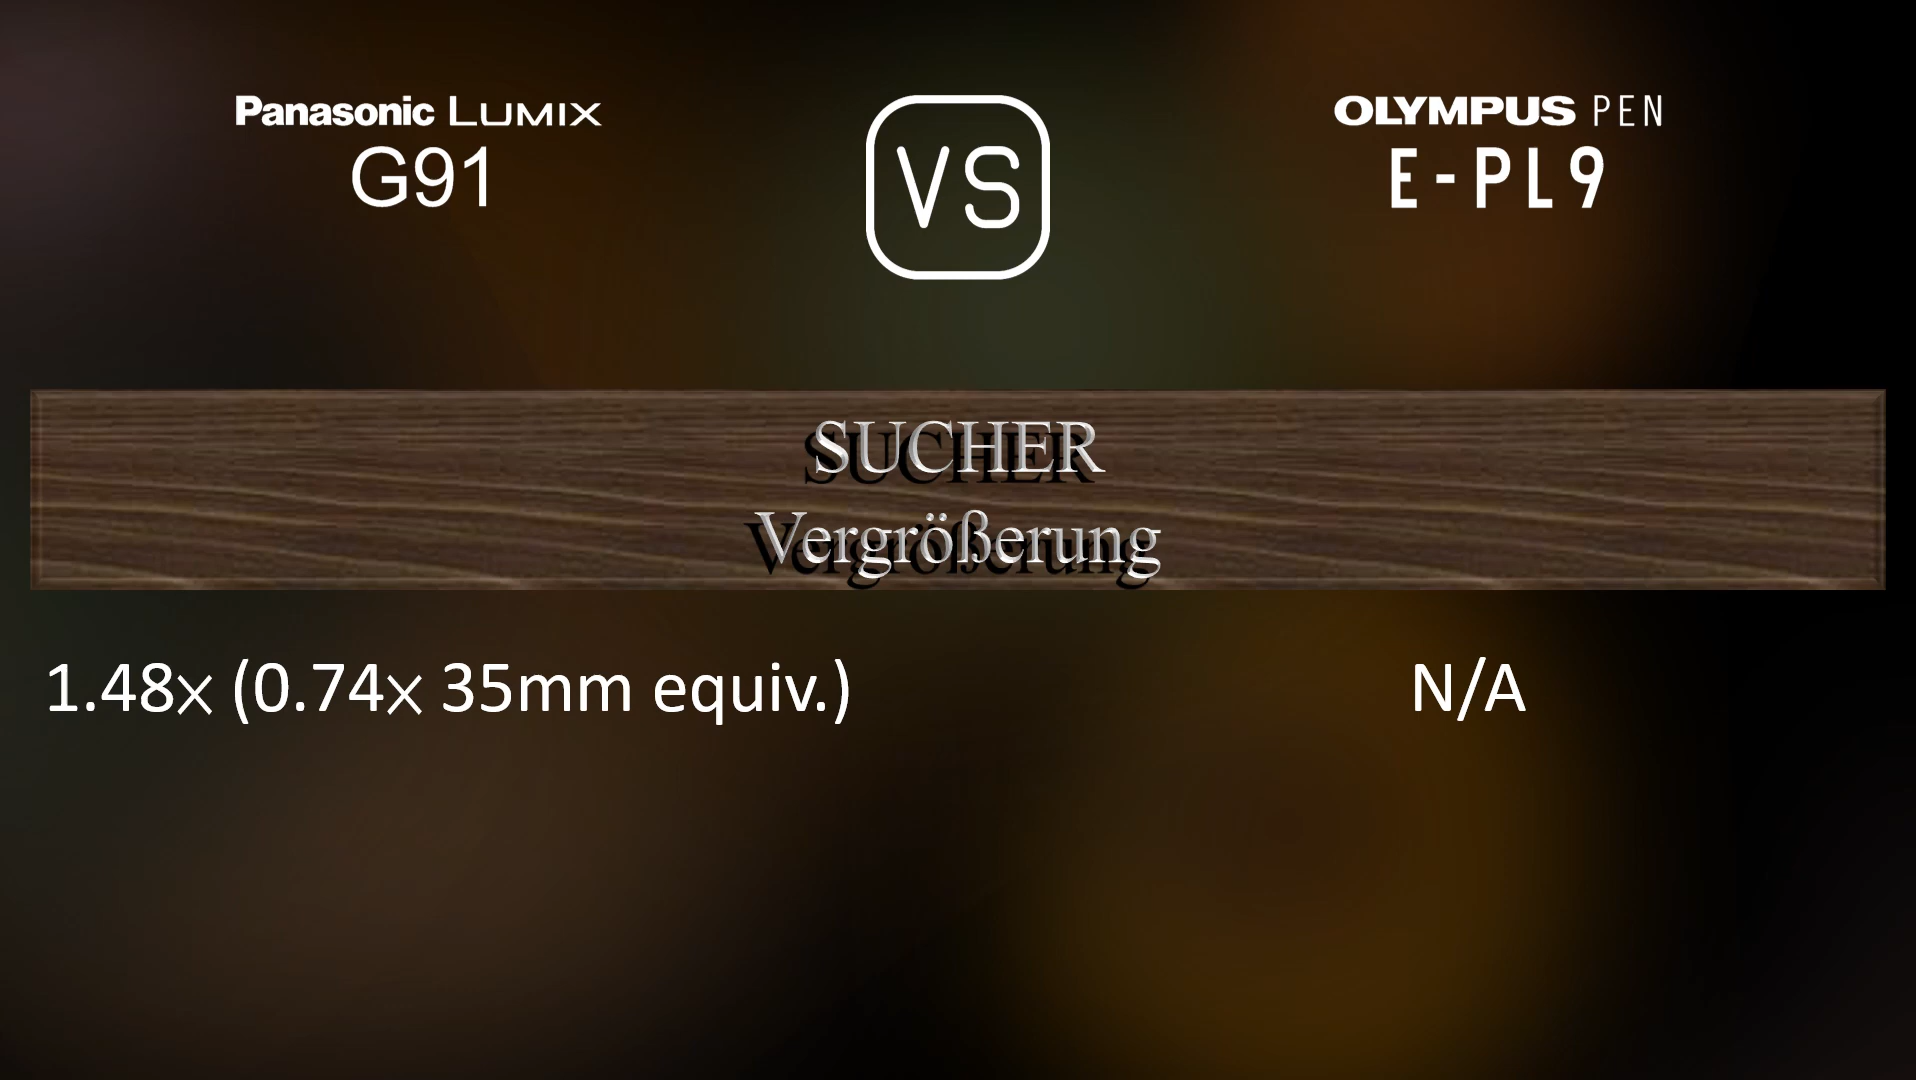 Panasonic LUMIX
G91
VS
OLYMPUS PEN
E-PL9
SUCHER
Vergrößerung
1.48x (0.74x 35mm equiv.)
N/A